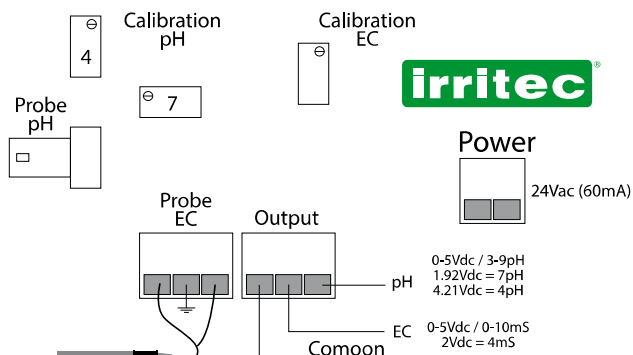 Calibration
pH
4
7
Calibration
EC
irritec®
Probe
pH
Power
24Vac (60mA)
Probe
EC
Output
pH
0-5Vdc / 3-9pH
1.92Vdc = 7pH
4.21Vdc = 4pH
EC
0-5Vdc / 0-10mS
2Vdc = 4mS
Comoon